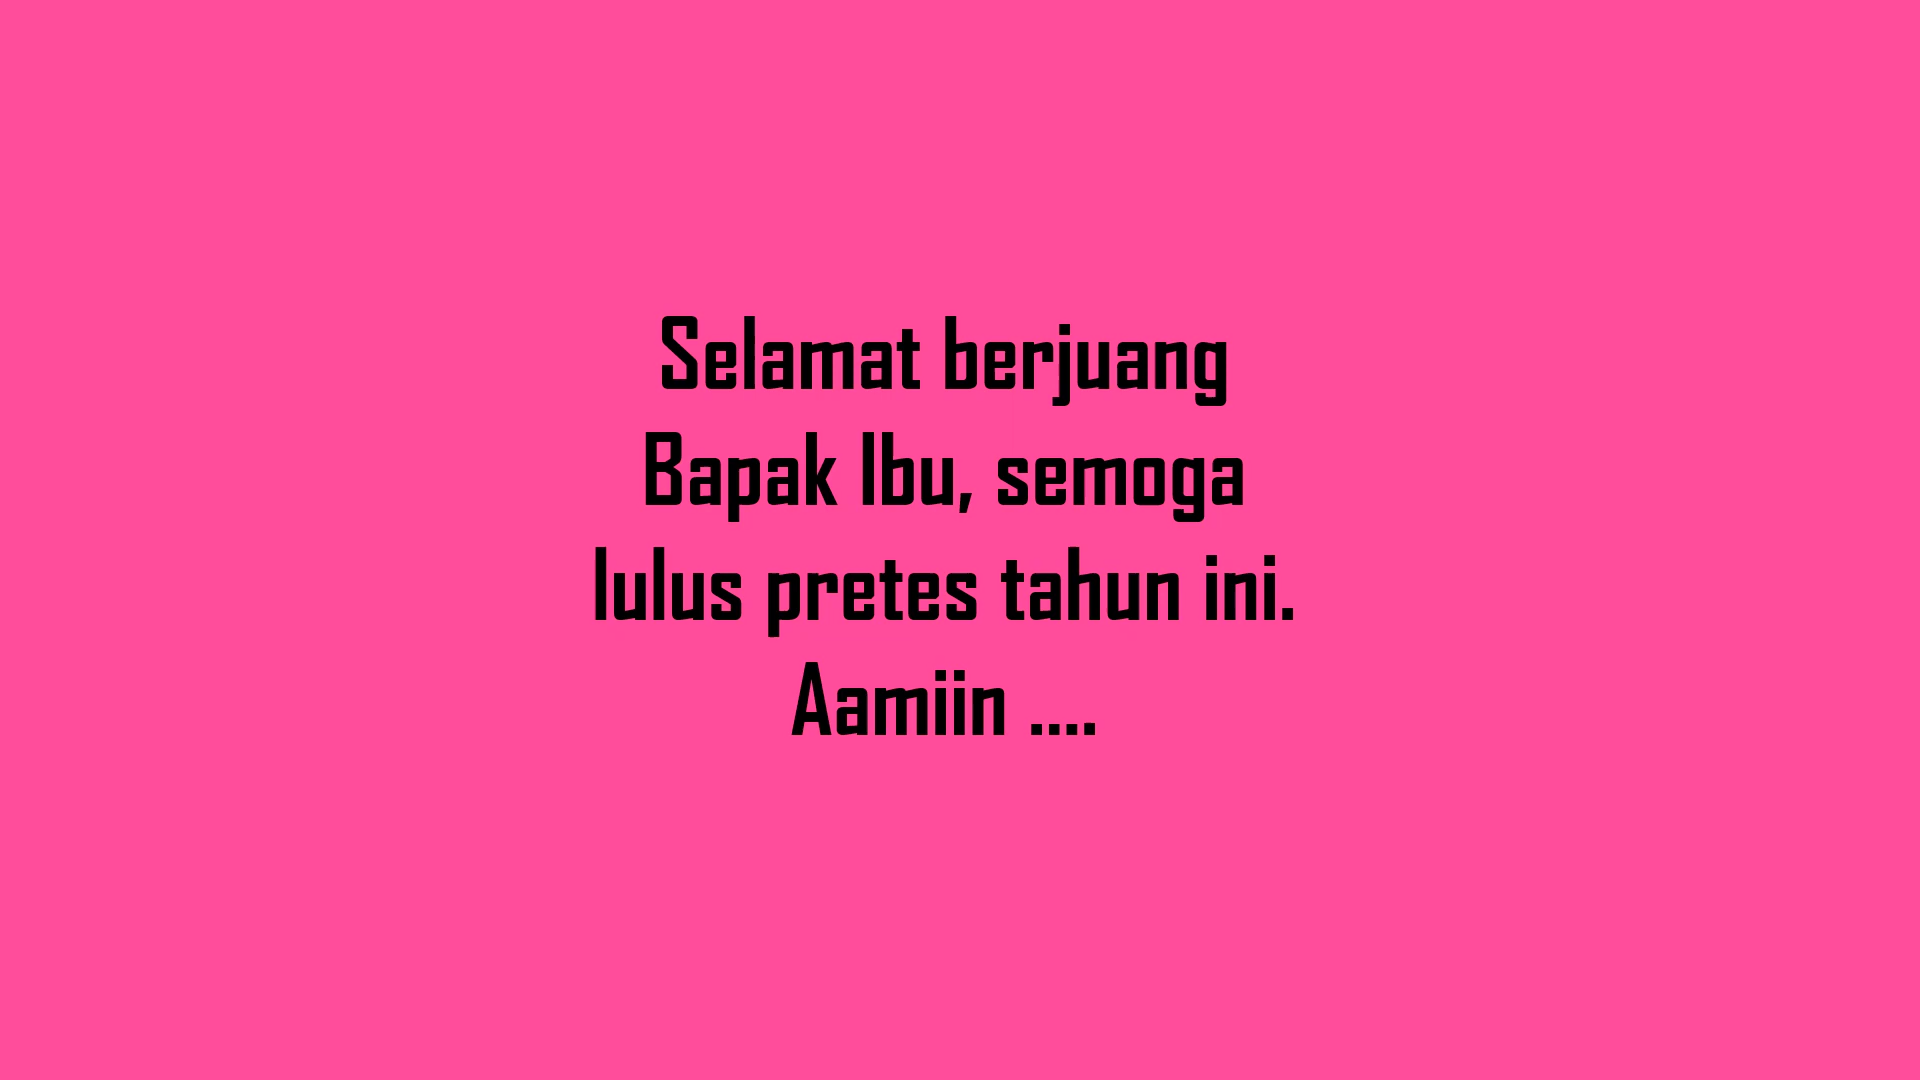 Selamat berjuang
Bapak Ibu, semoga
lulus pretes tahun ini.
Aamiin ....